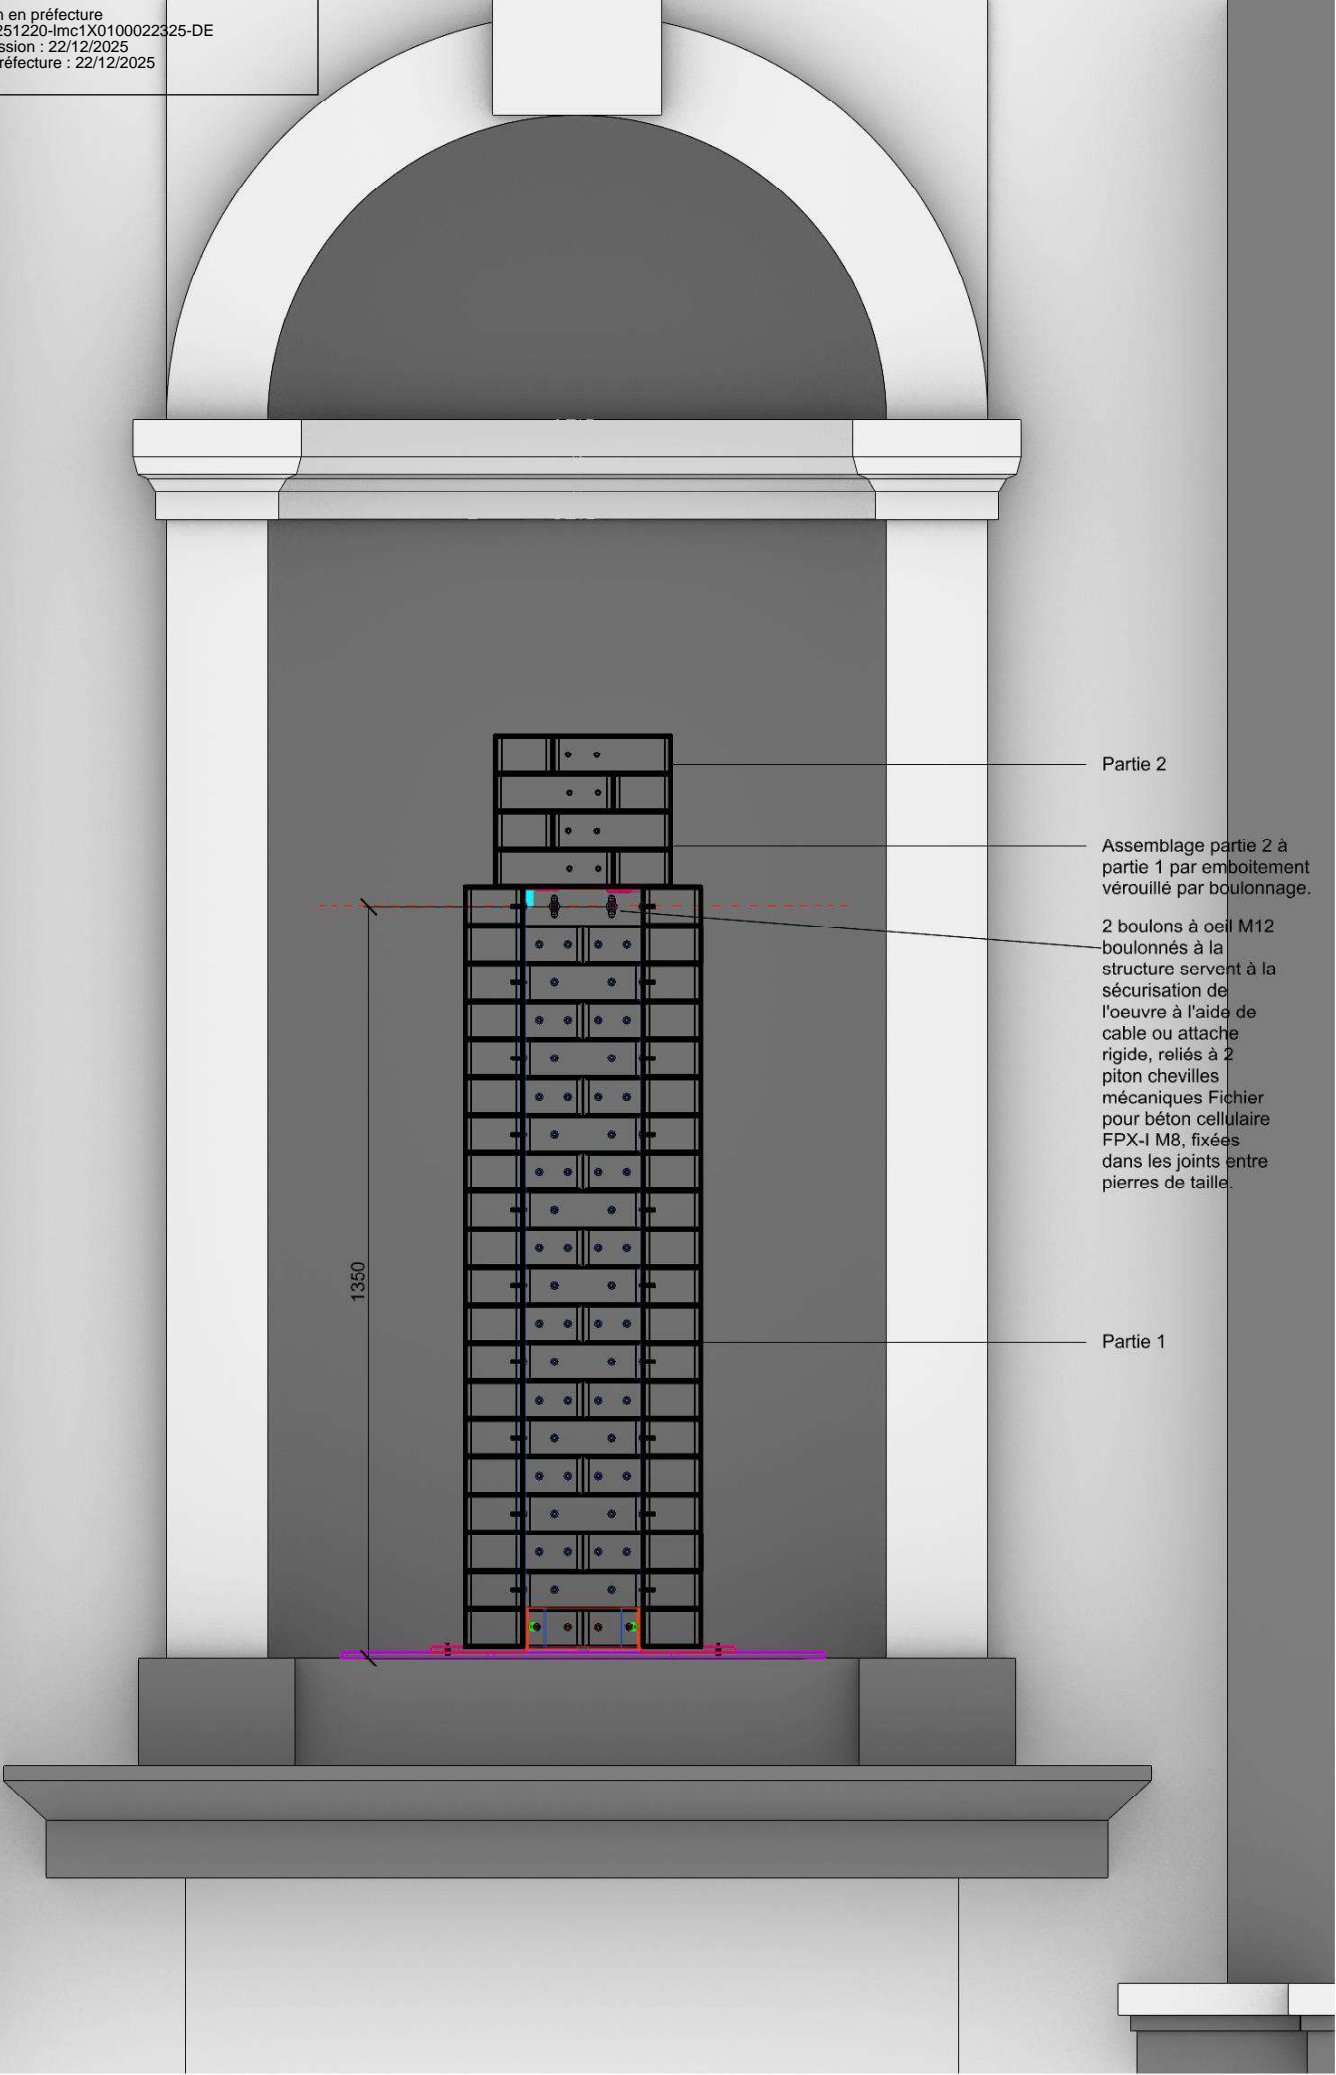 n en préfecture
251220-lmc1X0100022325-DE
ssion : 22/12/2025
réfecture : 22/12/2025
Partie 2
Assemblage partie 2 à
partie 1 par emboitement
vérouillé par boulonnage.
2 boulons à oeil M12
boulonnés à la
structure servent à la
sécurisation de
l'oeuvre à l'aide de
cable ou attache
rigide, reliés à 2
piton chevilles
mécaniques Fichier
pour béton cellulaire
FPX-I M8, fixées
dans les joints entre
pierres de taille.
1350
Partie 1